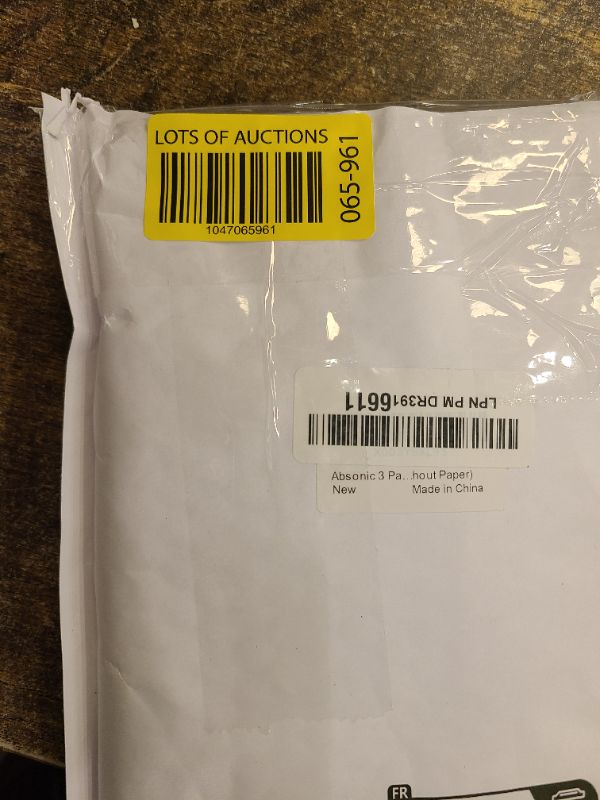 LOTS OF AUCTIONS
1047065961
065-961
LPN PM DR3916611
Absonic 3 Pa...hout Paper)
New Made in China
FR